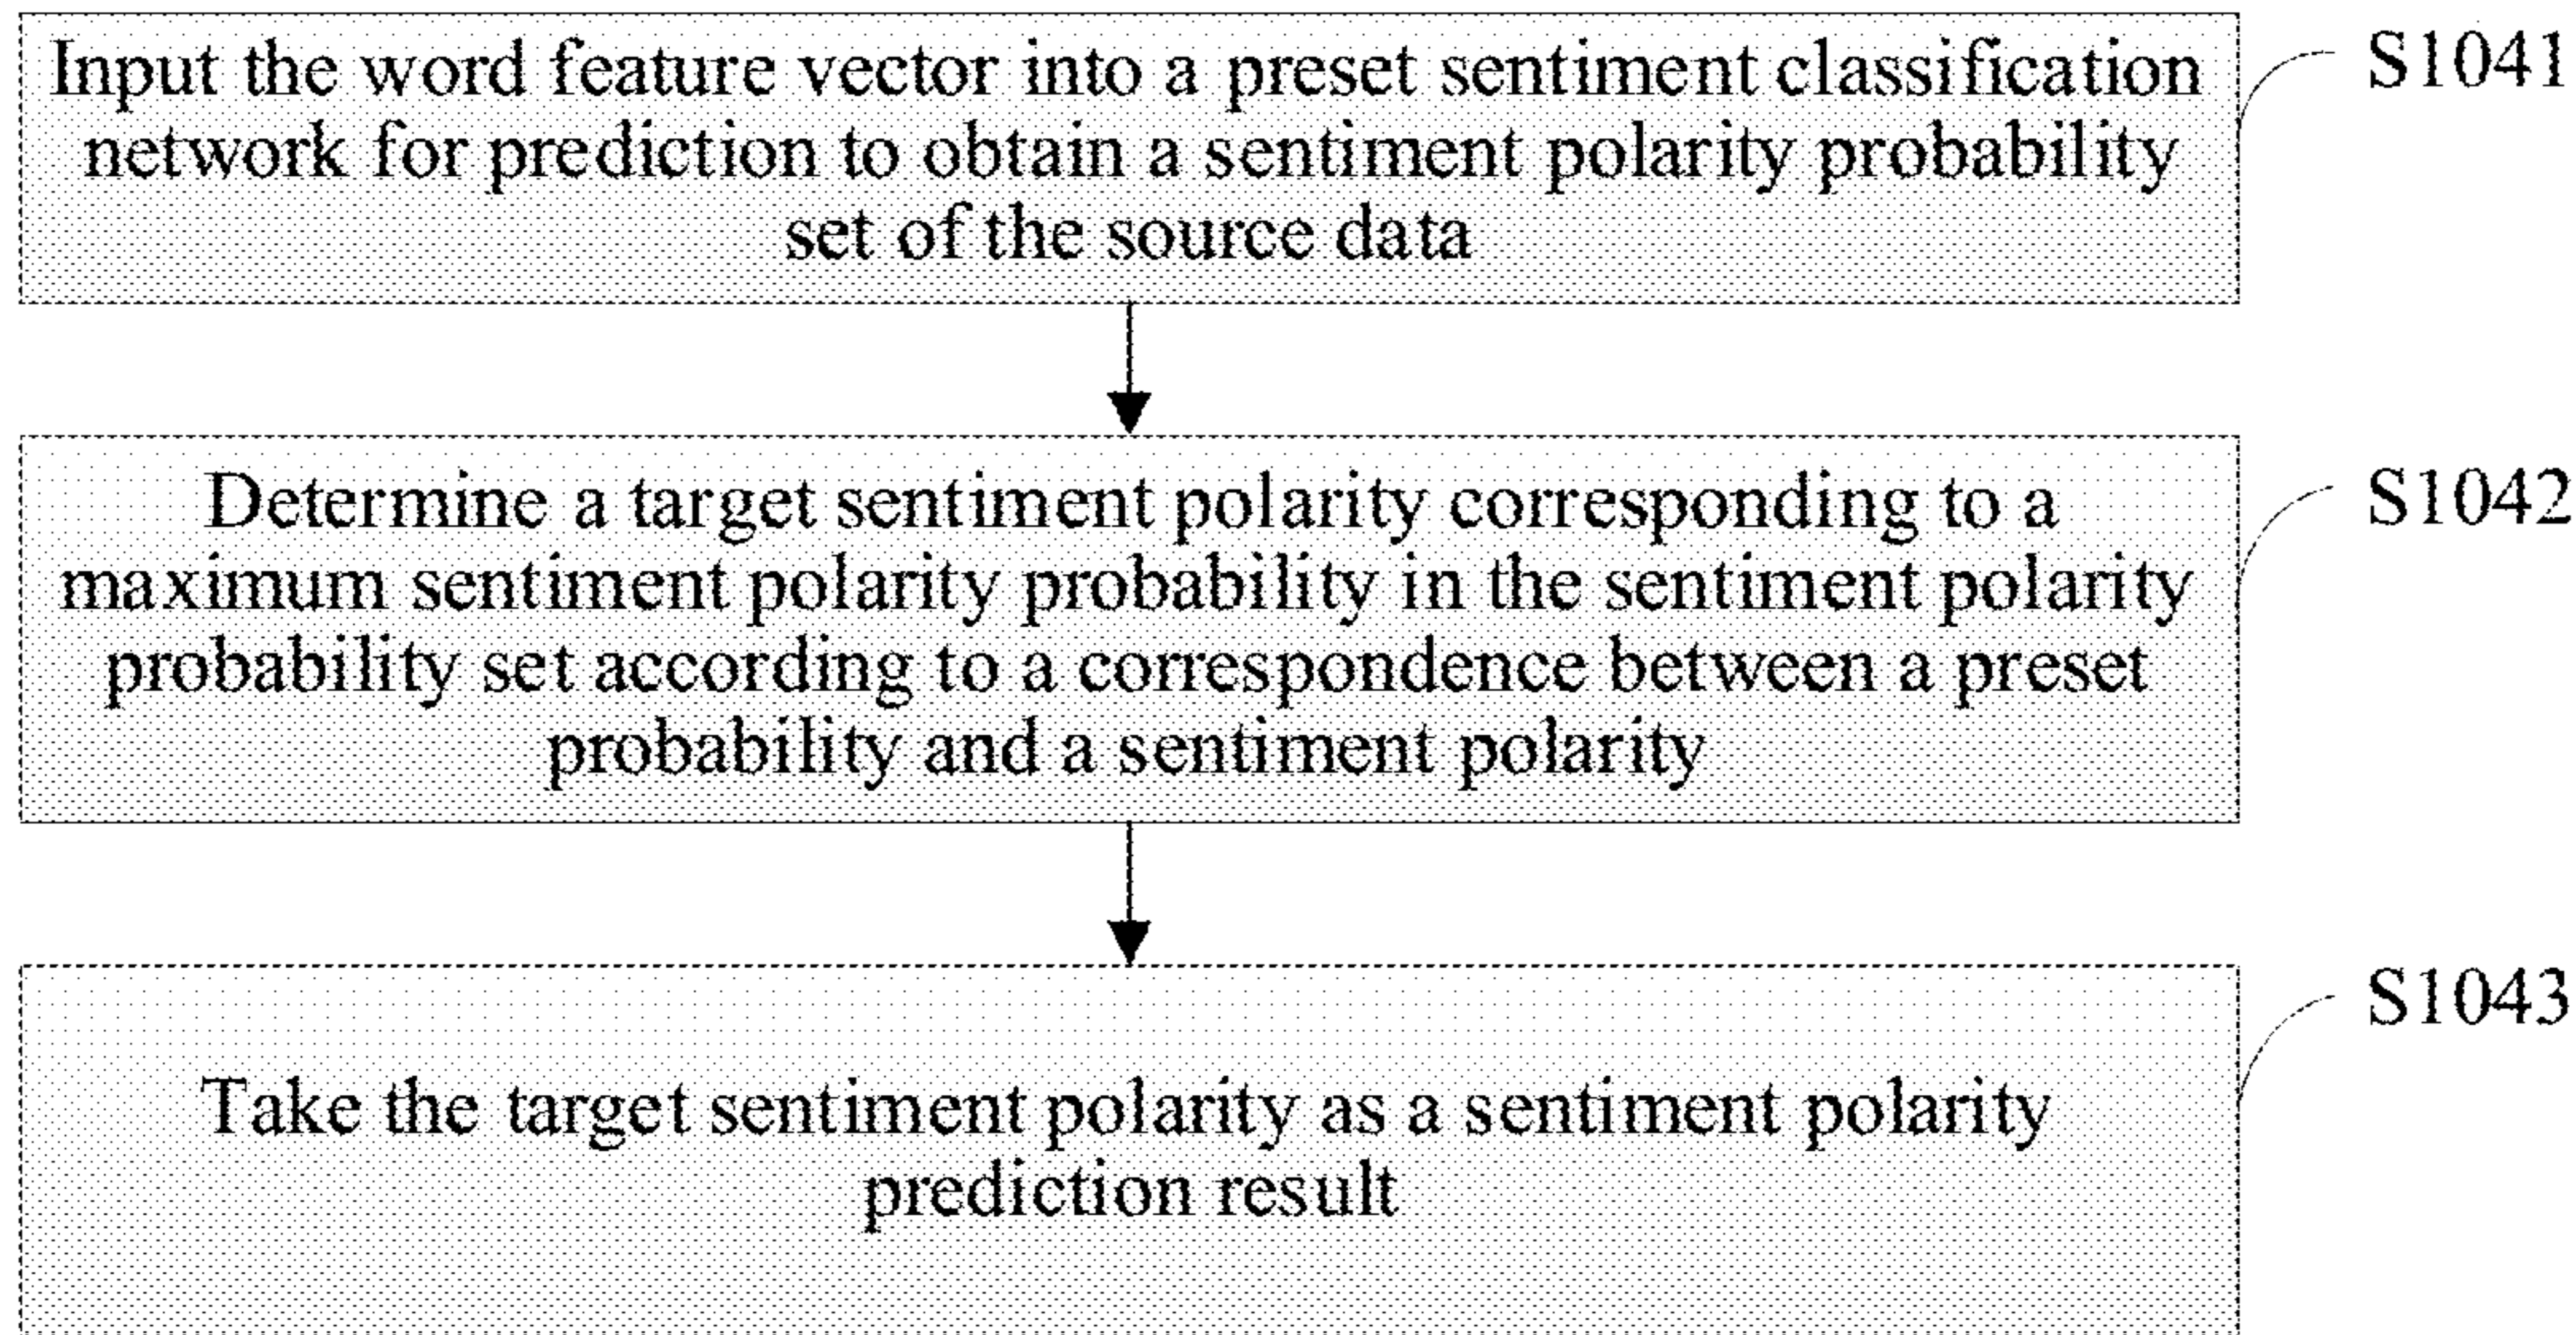 Input the word feature vector into a preset sentiment classification
network for prediction to obtain a sentiment polarity probability
set of the source data
S1041
Determine a target sentiment polarity corresponding to a
maximum sentiment polarity probability in the sentiment polarity
probability set according to a correspondence between a preset
probability and a sentiment polarity
S1042
Take the target sentiment polarity as a sentiment polarity
prediction result
S1043